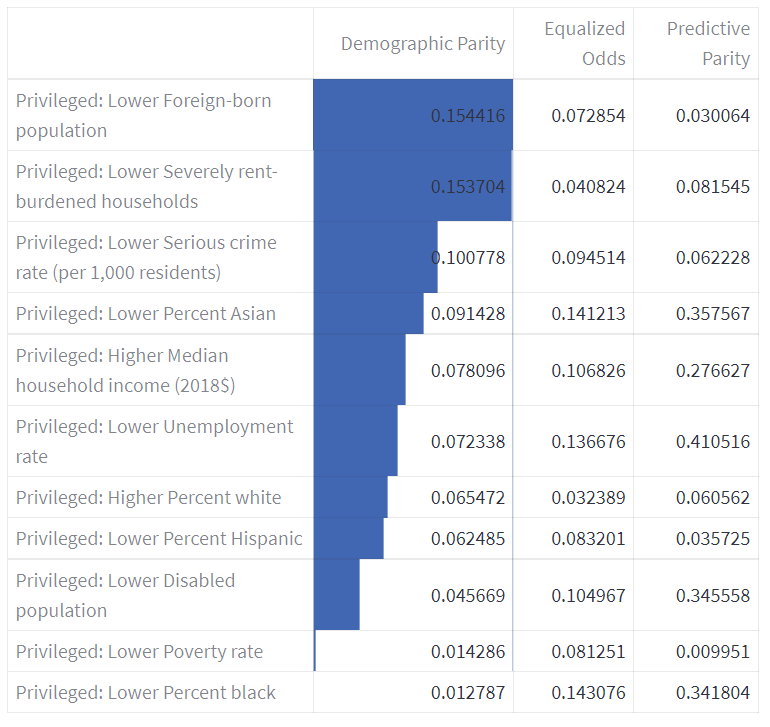 Demographic Parity Equalized Odds Predictive Parity
Privileged: Lower Foreign-born population 0.154416 0.072854 0.030064
Privileged: Lower Severely rent-burdened households 0.153704 0.040824 0.081545
Privileged: Lower Serious crime rate (per 1,000 residents) 0.100778 0.094514 0.062228
Privileged: Lower Percent Asian 0.091428 0.141213 0.357567
Privileged: Higher Median household income (2018$) 0.078096 0.106826 0.276627
Privileged: Lower Unemployment rate 0.072338 0.136676 0.410516
Privileged: Higher Percent white 0.065472 0.032389 0.060562
Privileged: Lower Percent Hispanic 0.062485 0.083201 0.035725
Privileged: Lower Disabled population 0.045669 0.104967 0.345558
Privileged: Lower Poverty rate 0.014286 0.081251 0.009951
Privileged: Lower Percent black 0.012787 0.143076 0.341804